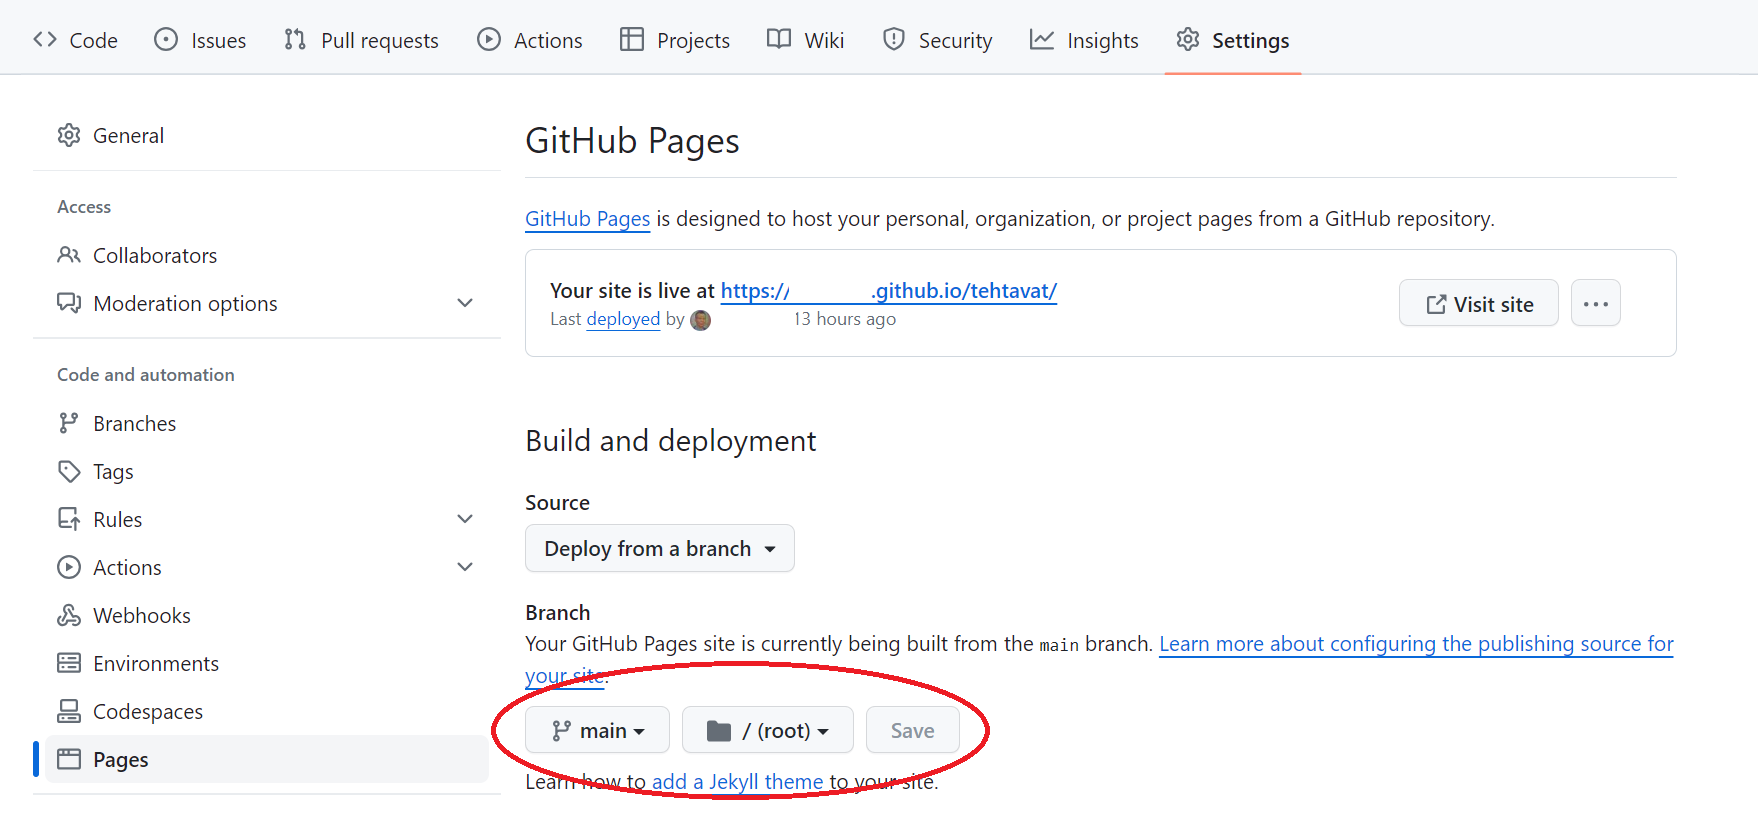 Code Issues Pull requests Actions Projects Wiki Security Insights Settings
General
Access
Collaborators
Moderation options
Code and automation
Branches
Tags
Rules
Actions
Webhooks
Environments
Codespaces
Pages
GitHub Pages
GitHub Pages is designed to host your personal, organization, or project pages from a GitHub repository.
Your site is live at https:// .github.io/tehtavat/
Last deployed by 13 hours ago
Visit site
Build and deployment
Source
Deploy from a branch
Branch
Your GitHub Pages site is currently being built from the main branch. Learn more about configuring the publishing source for
your site.
main / (root) Save
Learn how to add a Jekyll theme to your site.